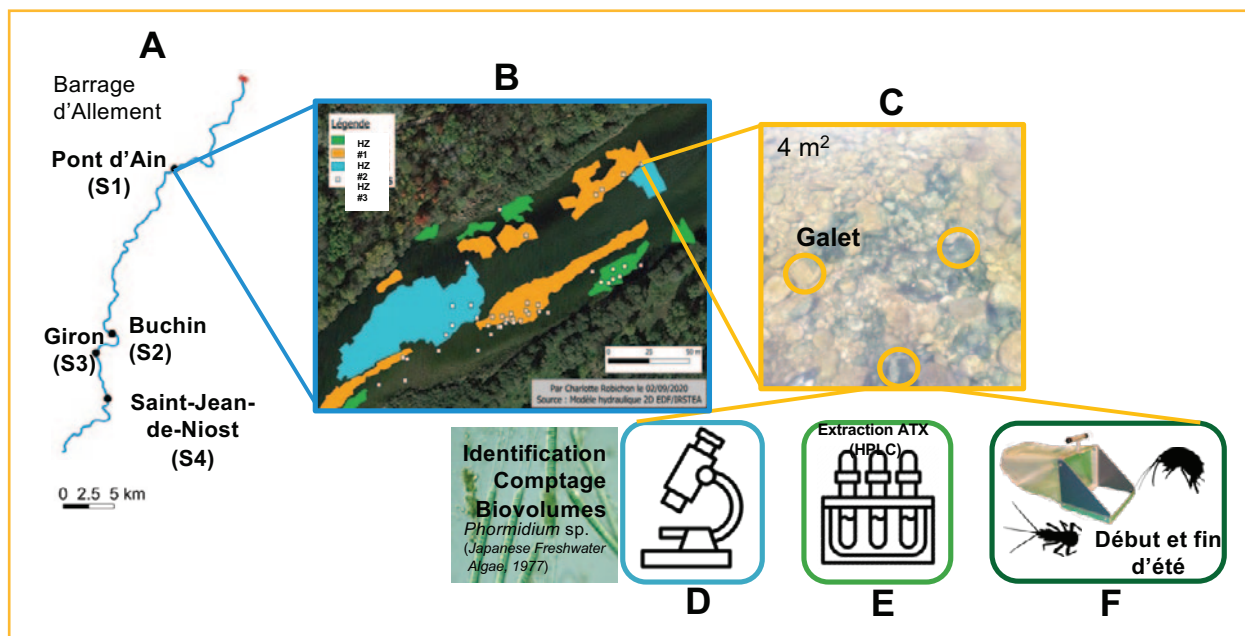 A
Barrage
d’Allement
Pont d’Ain
(S1)
Giron
(S3)
Buchin
(S2)
Saint-Jean-
de-Niost
(S4)
0 2.5 5 km
B
Légende
HZ
#1
HZ
#2
HZ
#3
0 25 50 m
Par Charlotte Robichon le 02/09/2020
Source : Modèle hydraulique 2D EDF/IRSTEA
C
4 m²
Galet
Identification
Comptage
Biovolumes
Phormidium sp.
(Japanese Freshwater
Algae, 1977)
D
Extraction ATX
(HPLC)
E
Début et fin
d’été
F